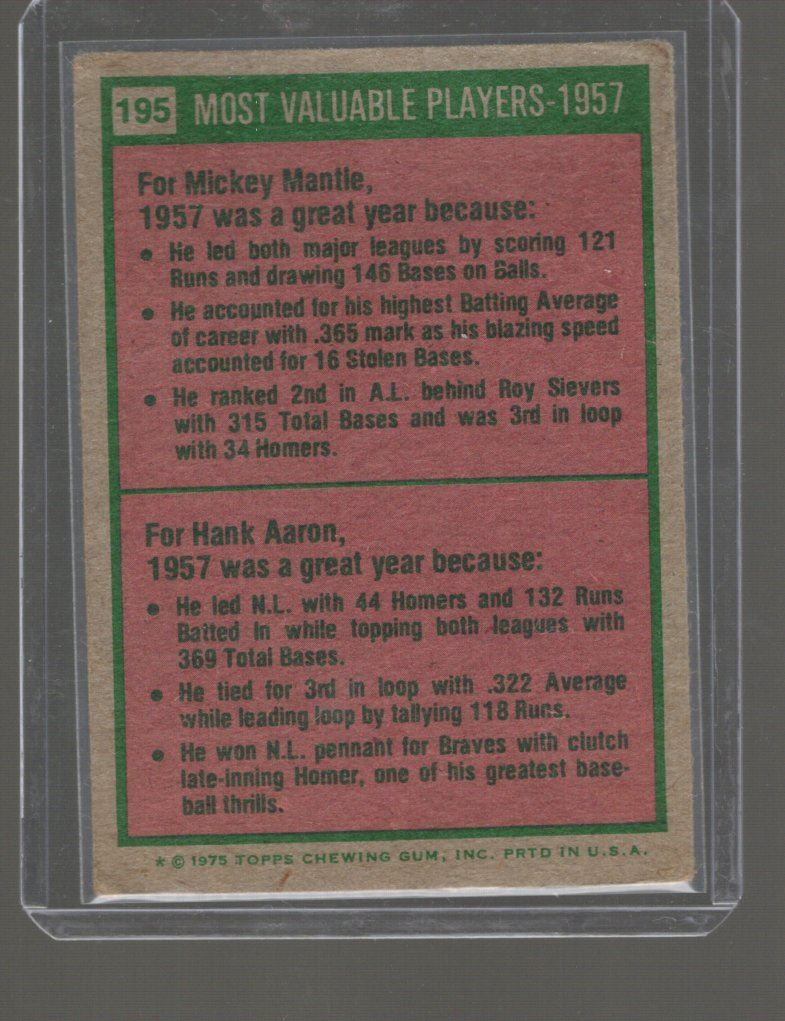 195 MOST VALUABLE PLAYERS-1957
For Mickey Mantle,
1957 was a great year because:
• He led both major leagues by scoring 121
Runs and drawing 146 Bases on Balls.
• He accounted for his highest Batting Average
of career with .365 mark as his blazing speed
accounted for 16 Stolen Bases.
• He ranked 2nd in A.L. behind Roy Sievers
with 315 Total Bases and was 3rd in loop
with 34 Homers.
For Hank Aaron,
1957 was a great year because:
• He led N.L. with 44 Homers and 132 Runs
Batted In while topping both leagues with
369 Total Bases.
• He tied for 3rd in loop with .322 Average
while leading loop by tallying 118 Runs.
• He won N.L. pennant for Braves with clutch
late-inning Homer, one of his greatest base-
ball thrills.
* © 1975 TOPPS CHEWING GUM, INC. PRTD IN U.S.A.